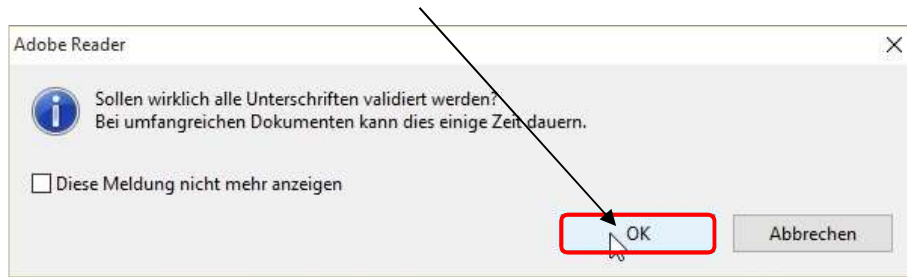 Adobe Reader
Sollen wirklich alle Unterschriften validiert werden?
Bei umfangreichen Dokumenten kann dies einige Zeit dauern.
Diese Meldung nicht mehr anzeigen
OK
Abbrechen